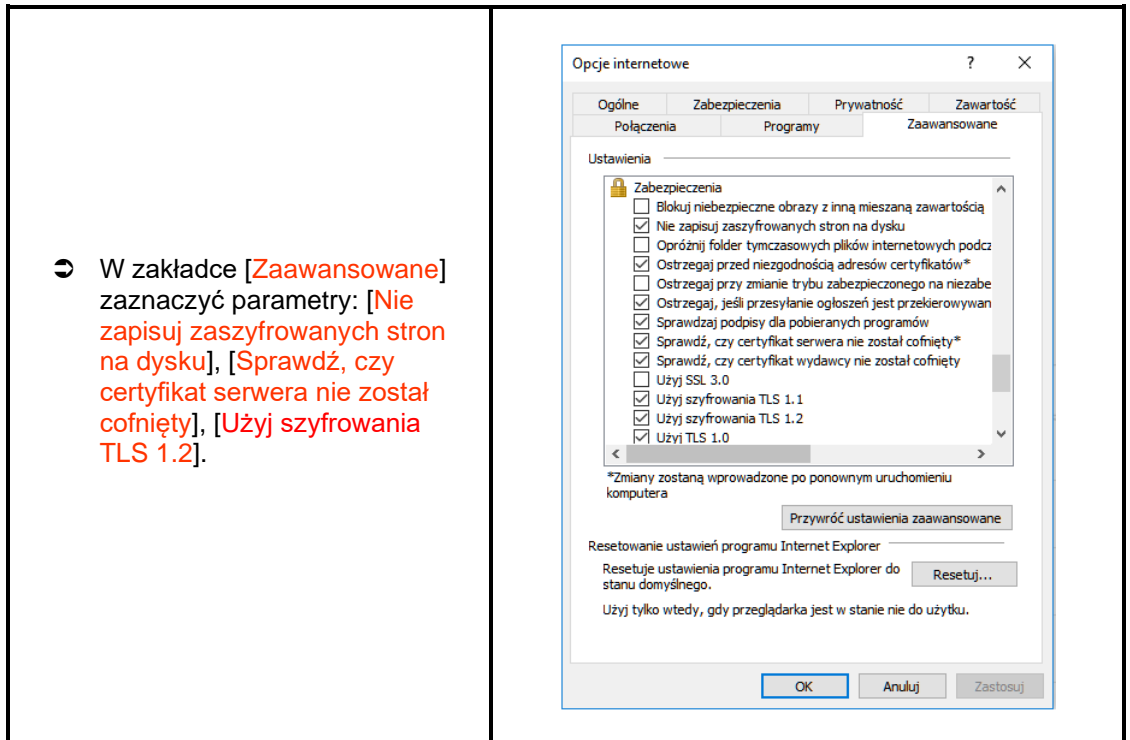 ➲ W zakładce [Zaawansowane]
zaznaczyć parametry: [Nie
zapisuj zaszyfrowanych stron
na dysku], [Sprawdź, czy
certyfikat serwera nie został
cofnięty], [Użyj szyfrowania
TLS 1.2].
Opcje internetowe ? ×
Ogólne Zabezpieczenia Prywatność Zawartość
Połączenia Programy Zaawansowane
Ustawienia
Zabezpieczenia
Blokuj niebezpieczne obrazy z inną mieszaną zawartością
Nie zapisuj zaszyfrowanych stron na dysku
Opróżnij folder tymczasowych plików internetowych podcz
Ostrzegaj przed niezgodnością adresów certyfikatów*
Ostrzegaj przy zmianie trybu zabezpieczonego na niezabe
Ostrzegaj, jeśli przesyłanie ogłoszeń jest przekierowywan
Sprawdzaj podpisy dla pobieranych programów
Sprawdź, czy certyfikat serwera nie został cofnięty*
Sprawdź, czy certyfikat wydawcy nie został cofnięty
Użyj SSL 3.0
Użyj szyfrowania TLS 1.1
Użyj szyfrowania TLS 1.2
Użyj TLS 1.0
*Zmiany zostaną wprowadzone po ponownym uruchomieniu
komputera
Przywróć ustawienia zaawansowane
Resetowanie ustawień programu Internet Explorer
Resetuje ustawienia programu Internet Explorer do
stanu domyślnego.
Resetuj...
Użyj tylko wtedy, gdy przeglądarka jest w stanie nie do użytku.
OK Anuluj Zastosuj